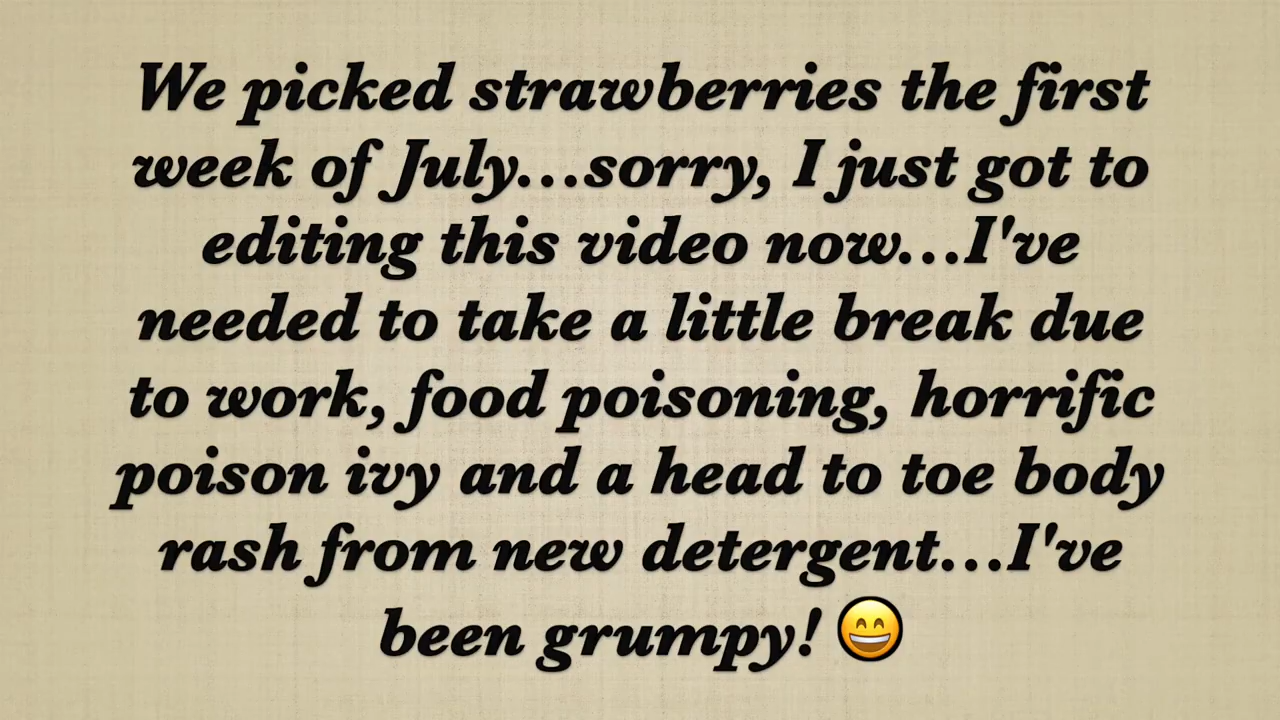 We picked strawberries the first
week of July...sorry, I just got to
editing this video now...I've
needed to take a little break due
to work, food poisoning, horrific
poison ivy and a head to toe body
rash from new detergent...I've
been grumpy! 😄